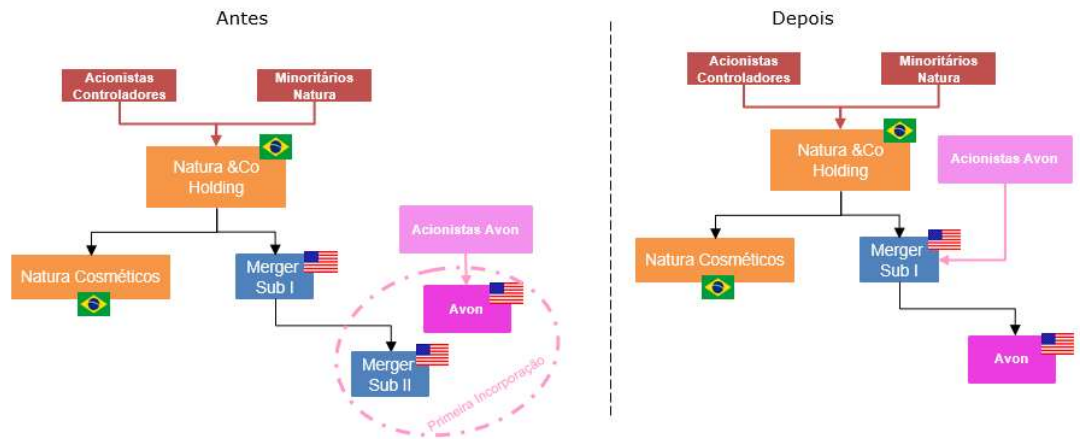 Antes
Acionistas
Controladores
Minoritários
Natura
Natura &Co
Holding
Acionistas Avon
Natura Cosméticos
Merger
Sub I
Avon
Merger
Sub II
Primeira Incorporação
Depois
Acionistas
Controladores
Minoritários
Natura
Natura &Co
Holding
Acionistas Avon
Natura Cosméticos
Merger
Sub I
Avon